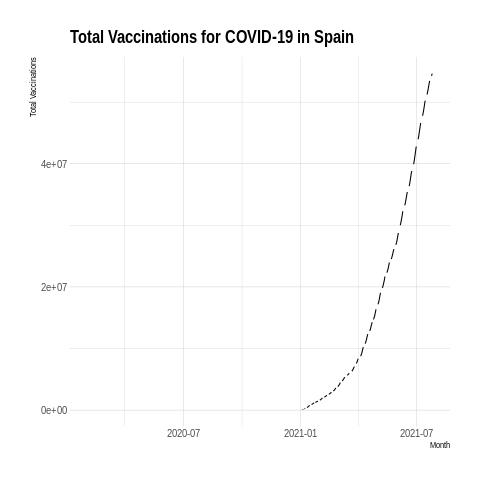 Total Vaccinations for COVID-19 in Spain
Total Vaccinations
4e+07
2e+07
0e+00
2020-07
2021-01
2021-07
Month